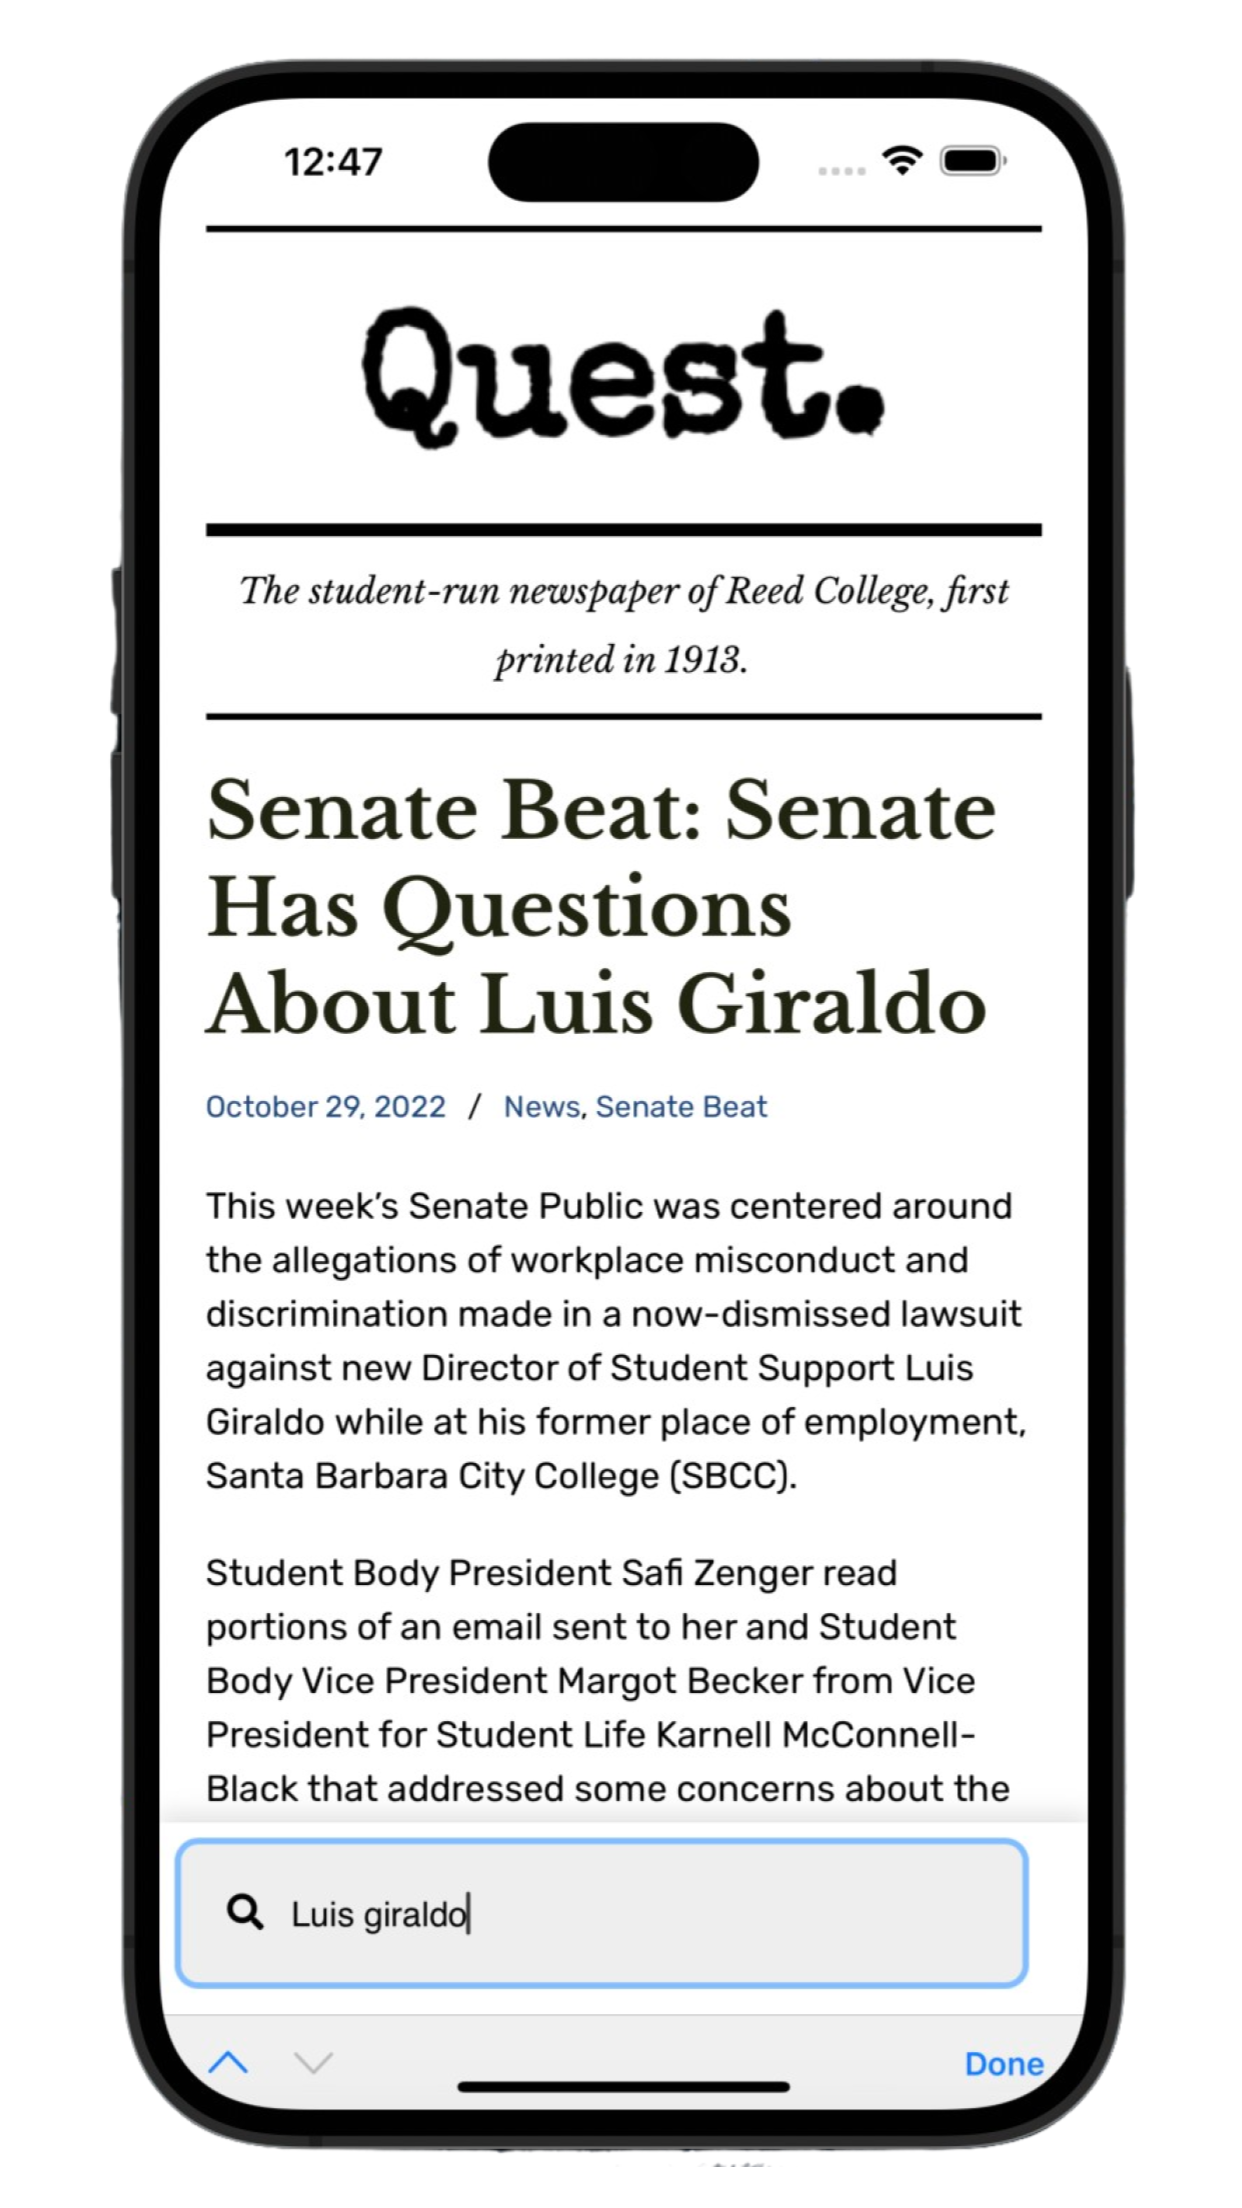 12:47
Quest.
The student-run newspaper of Reed College, first
printed in 1913.
Senate Beat: Senate
Has Questions
About Luis Giraldo
October 29, 2022 / News, Senate Beat
This week’s Senate Public was centered around
the allegations of workplace misconduct and
discrimination made in a now-dismissed lawsuit
against new Director of Student Support Luis
Giraldo while at his former place of employment,
Santa Barbara City College (SBCC).
Student Body President Safi Zenger read
portions of an email sent to her and Student
Body Vice President Margot Becker from Vice
President for Student Life Karnell McConnell-
Black that addressed some concerns about the
Luis giraldo
Done